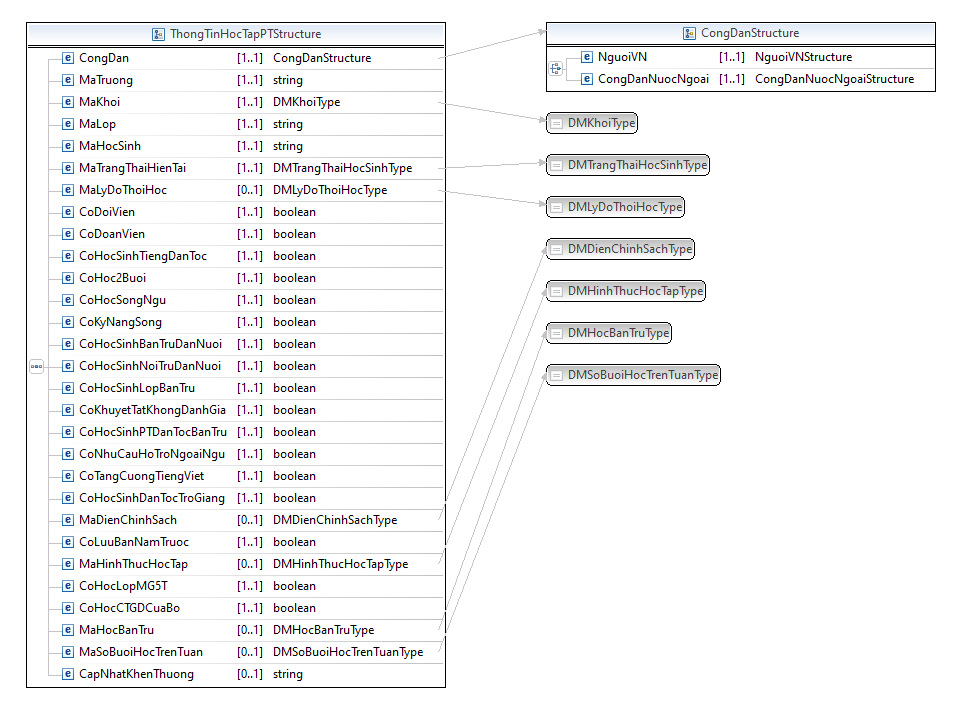 ThongTinHocTapPTStructure
CongDan [1..1] CongDanStructure
MaTruong [1..1] string
MaKhoi [1..1] DMKhoiType
MaLop [1..1] string
MaHocSinh [1..1] string
MaTrangThaiHienTai [1..1] DMTrangThaiHocSinhType
MaLyDoThoiHoc [0..1] DMLyDoThoiHocType
CoDoiVien [1..1] boolean
CoDoanVien [1..1] boolean
CoHocSinhTiengDanToc [1..1] boolean
CoHoc2Buoi [1..1] boolean
CoHocSongNgu [1..1] boolean
CoKyNangSong [1..1] boolean
CoHocSinhBanTruDanNuoi [1..1] boolean
CoHocSinhNoiTruDanNuoi [1..1] boolean
CoHocSinhLopBanTru [1..1] boolean
CoKhuyetTatKhongDanhGia [1..1] boolean
CoHocSinhPTDanTocBanTru [1..1] boolean
CoNhuCauHoTroNgoaiNgu [1..1] boolean
CoTangCuongTiengViet [1..1] boolean
CoHocSinhDanTocTroGiang [1..1] boolean
MaDienChinhSach [0..1] DMDienChinhSachType
CoLuuBanNamTruoc [1..1] boolean
MaHinhThucHocTap [0..1] DMHinhThucHocTapType
CoHocLopMG5T [1..1] boolean
CoHocCTGDCuaBo [1..1] boolean
MaHocBanTru [0..1] DMHocBanTruType
MaSoBuoiHocTrenTuan [0..1] DMSoBuoiHocTrenTuanType
CapNhatKhenThuong [0..1] string
CongDanStructure
NguoiVN [1..1] NguoiVNStructure
CongDanNuocNgoai [1..1] CongDanNuocNgoaiStructure
DMKhoiType
DMTrangThaiHocSinhType
DMLyDoThoiHocType
DMDienChinhSachType
DMHinhThucHocTapType
DMHocBanTruType
DMSoBuoiHocTrenTuanType